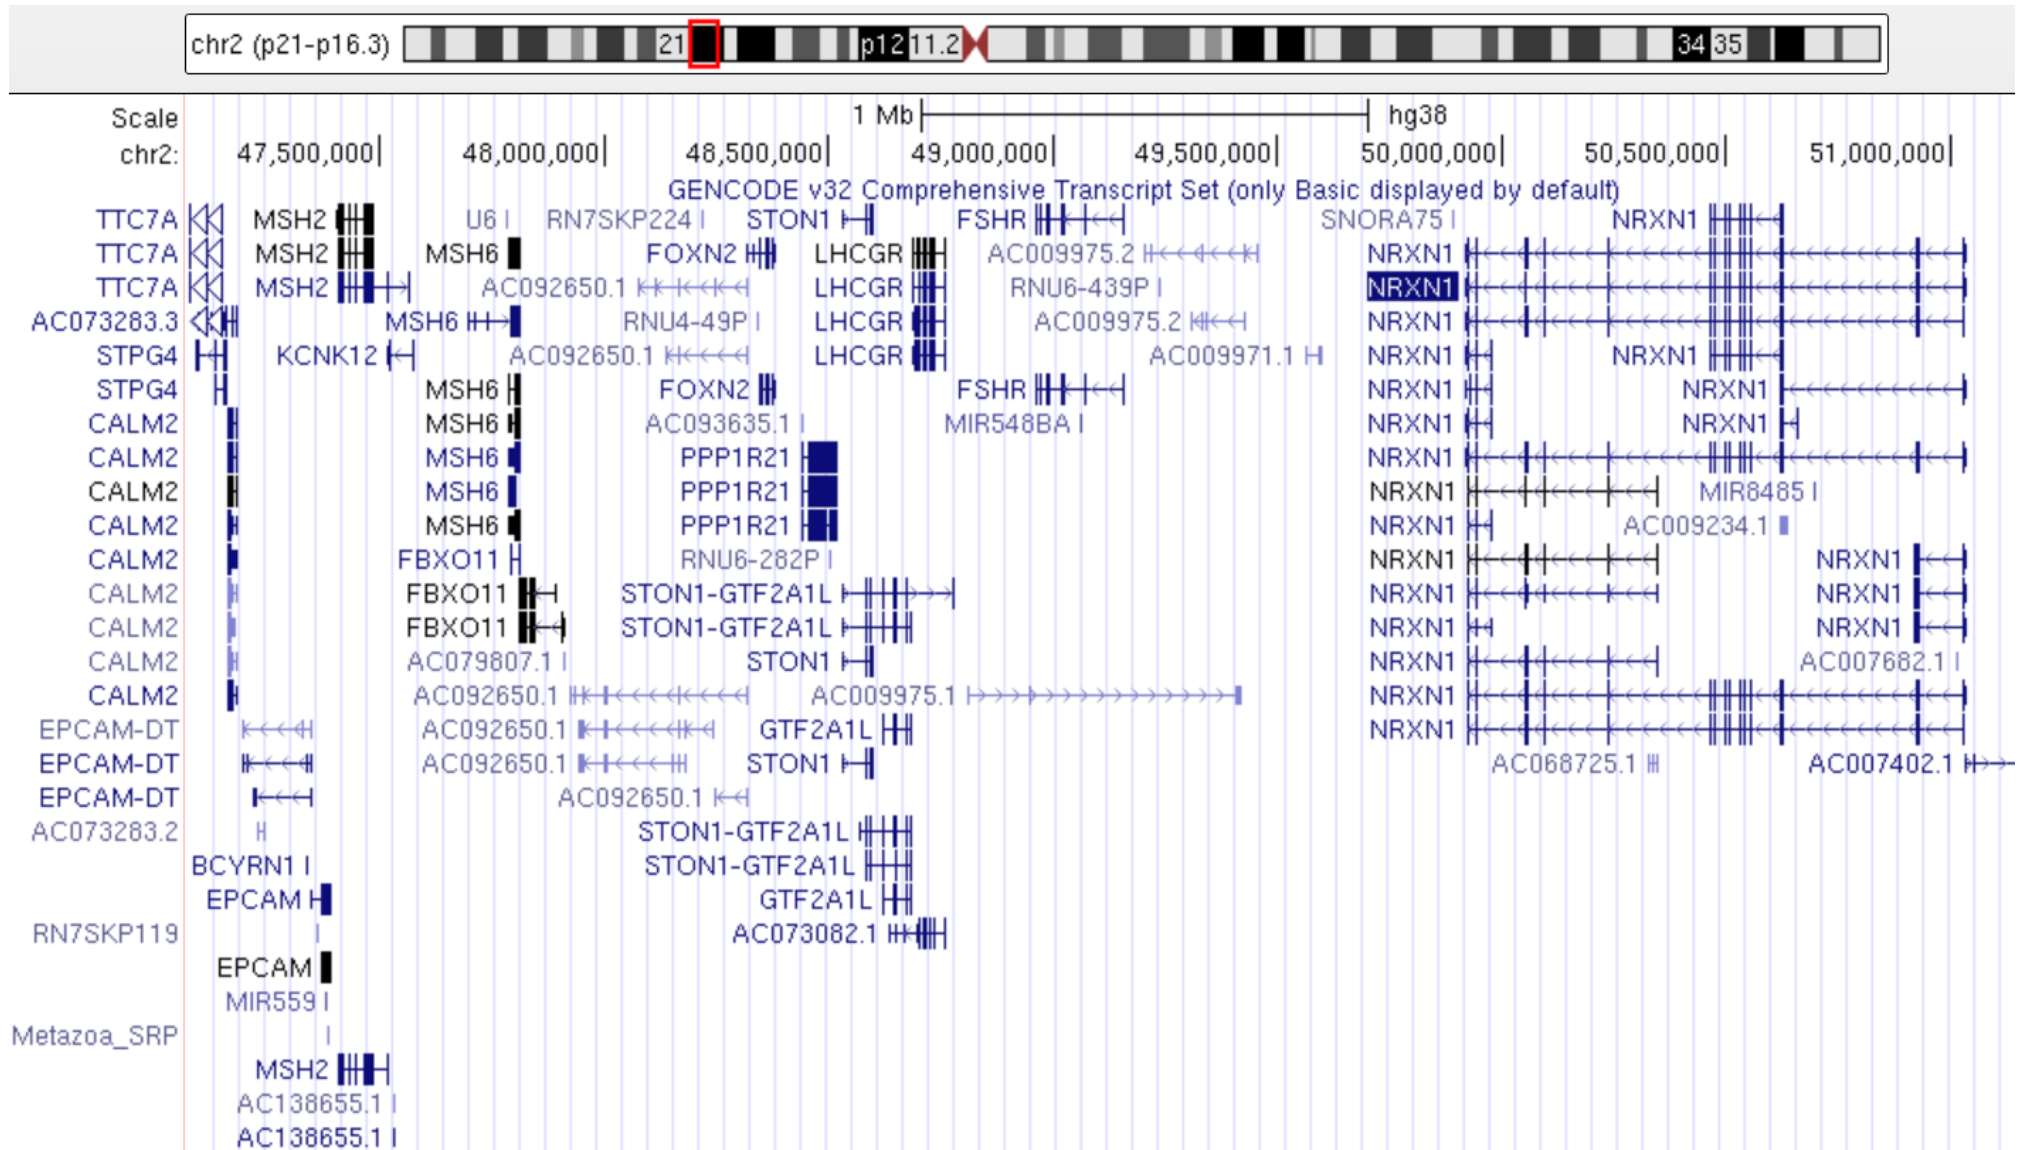 chr2 (p21-p16.3) 21 p12 11.2 34 35
Scale 1 Mb hg38
chr2: 47,500,000 48,000,000 48,500,000 49,000,000 49,500,000 50,000,000 50,500,000 51,000,000
GENCODE v32 Comprehensive Transcript Set (only Basic displayed by default)
TTC7A MSH2 U6 RN7SKP224 STON1 FSHR SNORA75 NRXN1
TTC7A MSH2 MSH6 FOXN2 LHCGR AC009975.2 NRXN1
TTC7A MSH2 AC092650.1 LHCGR RNU6-439P NRXN1
AC073283.3 MSH6 RNU4-49P LHCGR AC009975.2 NRXN1
STPG4 KCNK12 AC092650.1 LHCGR AC009971.1 NRXN1 NRXN1
STPG4 MSH6 FOXN2 FSHR NRXN1 NRXN1
CALM2 MSH6 AC093635.1 MIR548BA NRXN1 NRXN1
CALM2 MSH6 PPP1R21 NRXN1
CALM2 MSH6 PPP1R21 NRXN1 MIR8485
CALM2 MSH6 PPP1R21 NRXN1 AC009234.1
CALM2 FBXO11 RNU6-282P NRXN1 NRXN1
CALM2 FBXO11 STON1-GTF2A1L NRXN1 NRXN1
CALM2 FBXO11 STON1-GTF2A1L NRXN1 NRXN1
CALM2 AC079807.1 STON1 NRXN1 AC007682.1
CALM2 AC092650.1 AC009975.1 NRXN1
EPCAM-DT AC092650.1 GTF2A1L NRXN1
EPCAM-DT AC092650.1 STON1 AC068725.1 AC007402.1
EPCAM-DT AC092650.1
AC073283.2 STON1-GTF2A1L
BCYRN1 STON1-GTF2A1L
EPCAM GTF2A1L
RN7SKP119 AC073082.1
EPCAM
MIR559
Metazoa_SRP
MSH2
AC138655.1
AC138655.1